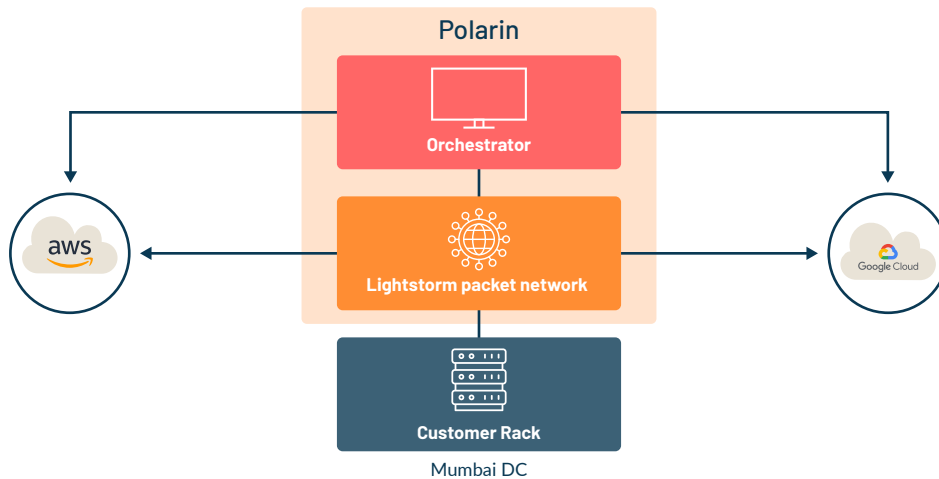 Polarin
Orchestrator
aws
Lightstorm packet network
Google Cloud
Customer Rack
Mumbai DC